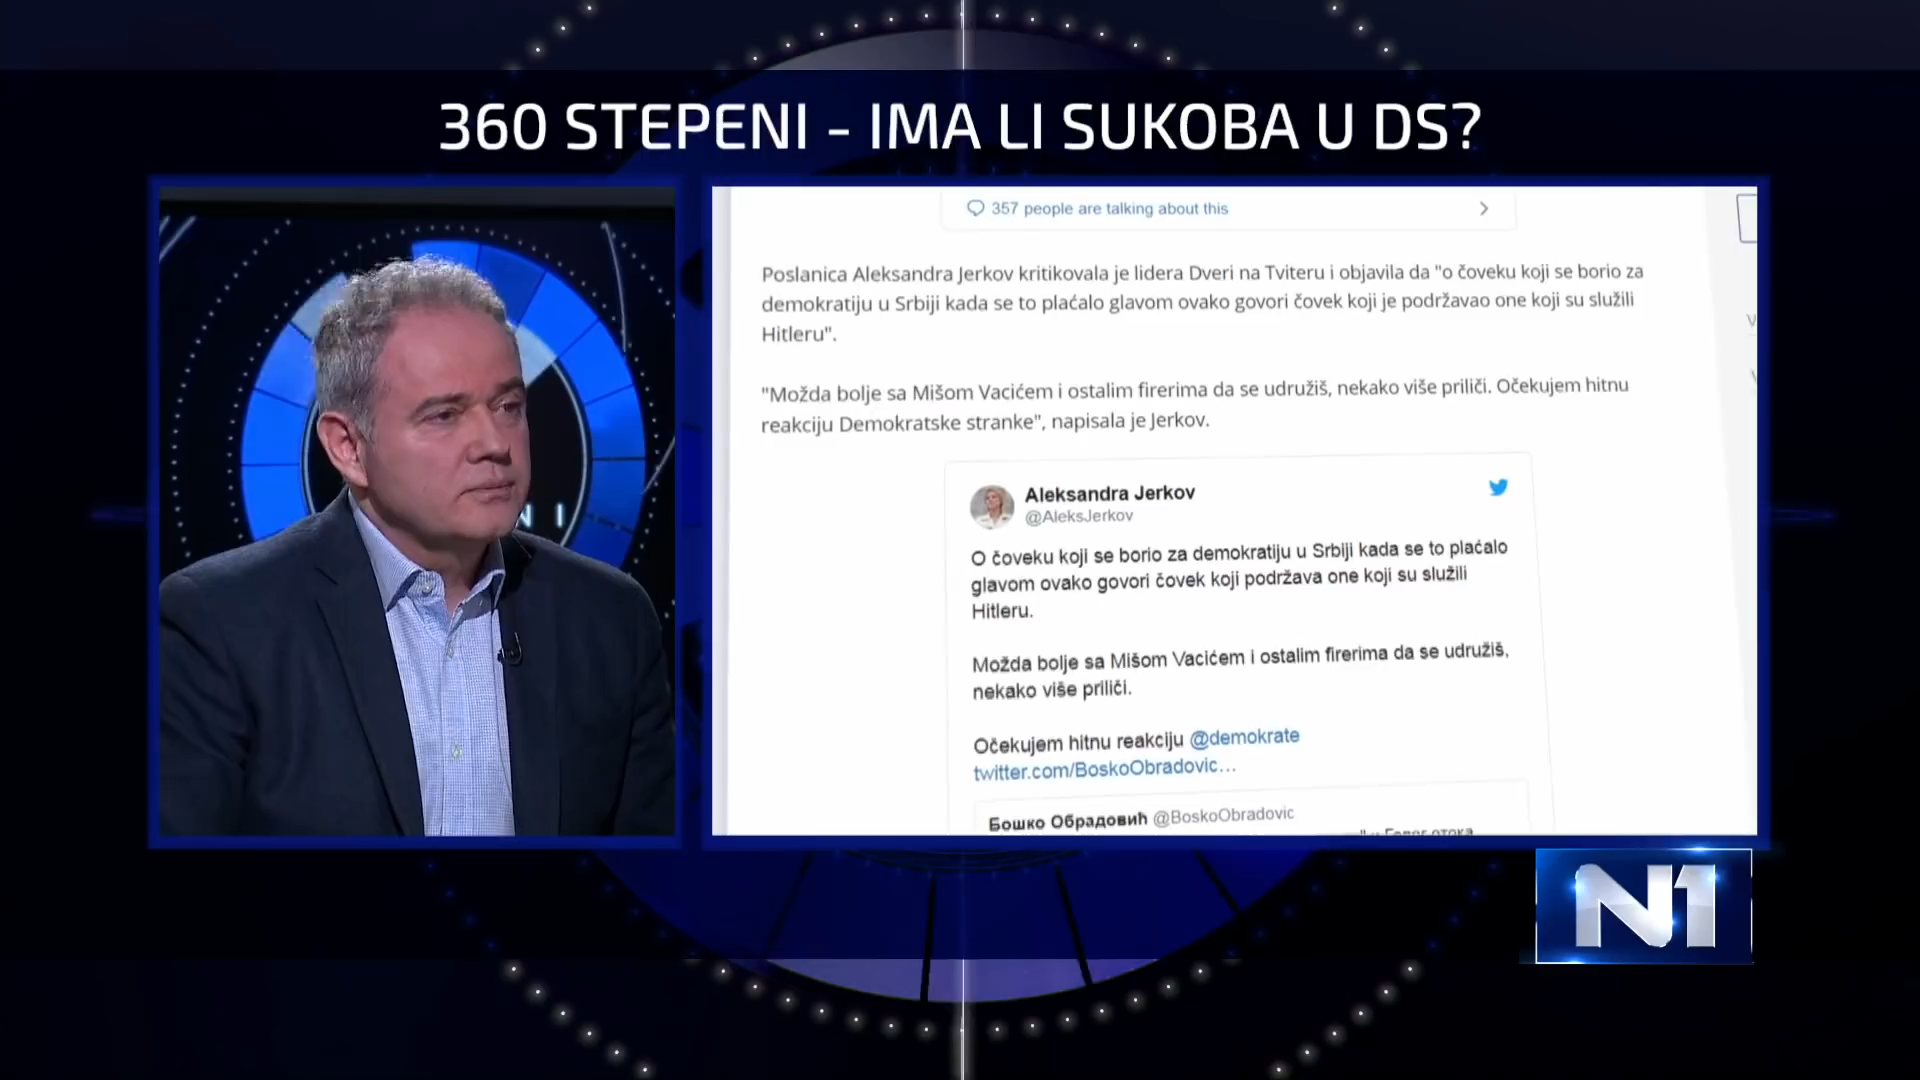 360 STEPENI - IMA LI SUKOBA U DS?
N I
357 people are talking about this
Poslanica Aleksandra Jerkov kritikovala je lidera Dveri na Tviteru i objavila da "o čoveku koji se borio za
demokratiju u Srbiji kada se to plaćalo glavom ovako govori čovek koji je podržavao one koji su služili
Hitleru".
"Možda bolje sa Mišom Vacićem i ostalim firerima da se udružiš, nekako više priliči. Očekujem hitnu
reakciju Demokratske stranke", napisala je Jerkov.
Aleksandra Jerkov
@AleksJerkov
O čoveku koji se borio za demokratiju u Srbiji kada se to plaćalo
glavom ovako govori čovek koji podržava one koji su služili
Hitleru.
Možda bolje sa Mišom Vacićem i ostalim firerima da se udružiš,
nekako više priliči.
Očekujem hitnu reakciju @demokrate
twitter.com/BoskoObradovic…
Бошко Обрадовић @BoskoObradovic
N1